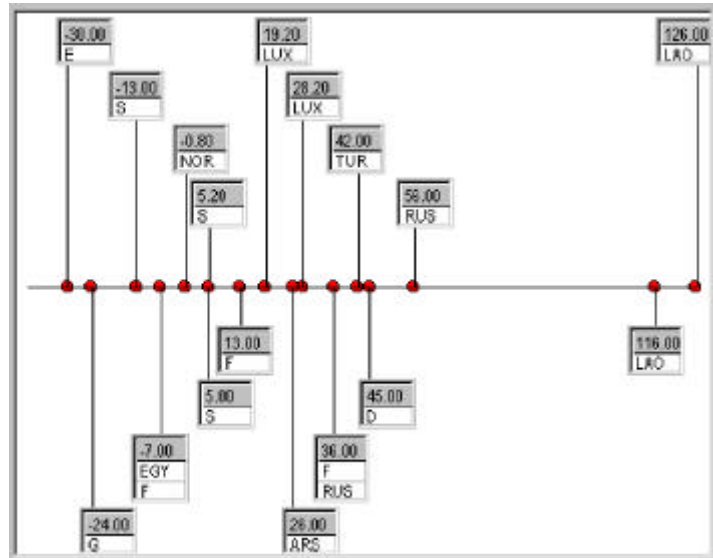 -30.00
E
19.20
LUX
126.00
LAO
-13.00
S
28.20
LUX
-0.80
NOR
42.00
TUR
5.20
S
56.00
RUS
13.00
F
116.00
LAO
5.00
S
45.00
D
-7.00
EGY
F
36.00
F
RUS
-24.00
G
26.00
ARS